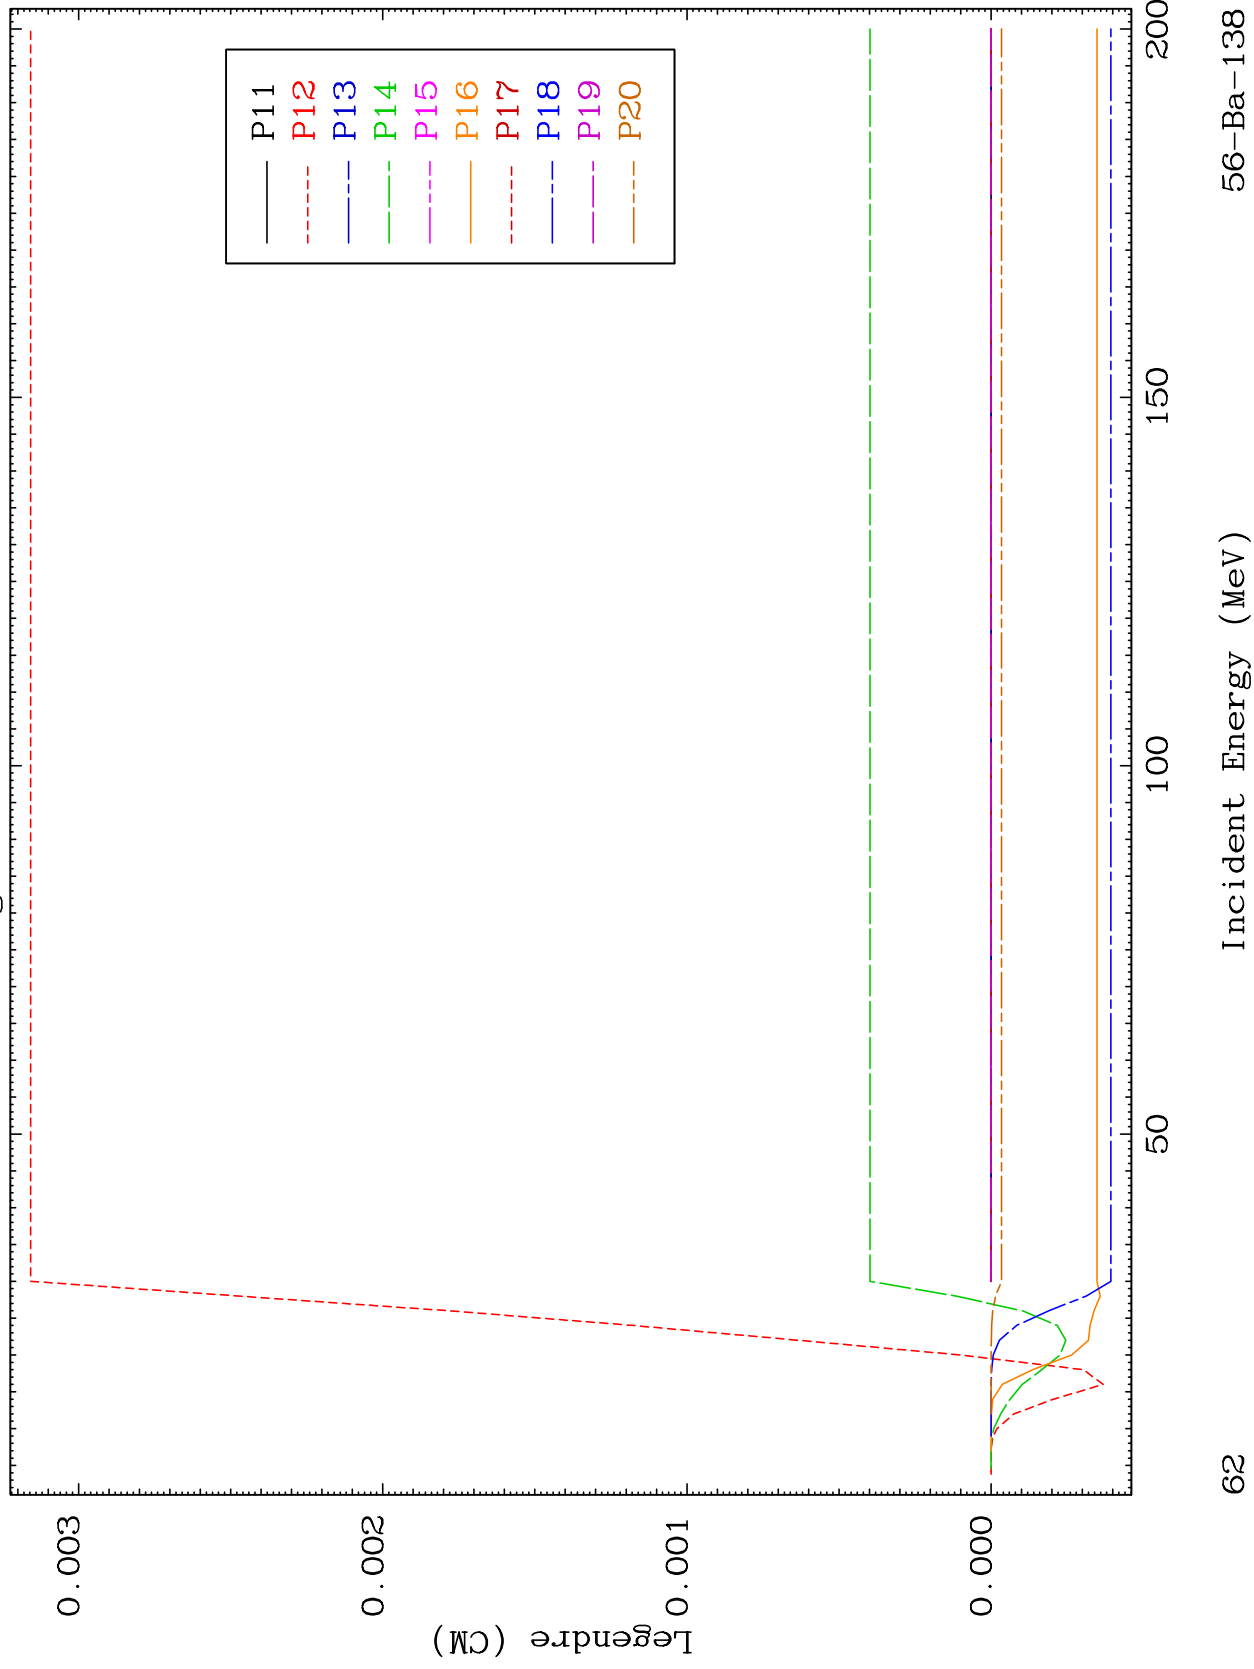 P11
P12
P13
P14
P15
P16
P17
P18
P19
P20
0.003
0.002
0.001
0.000
Legendre (CM)
50
100
150
200
Incident Energy (MeV)
62
56-Ba-138